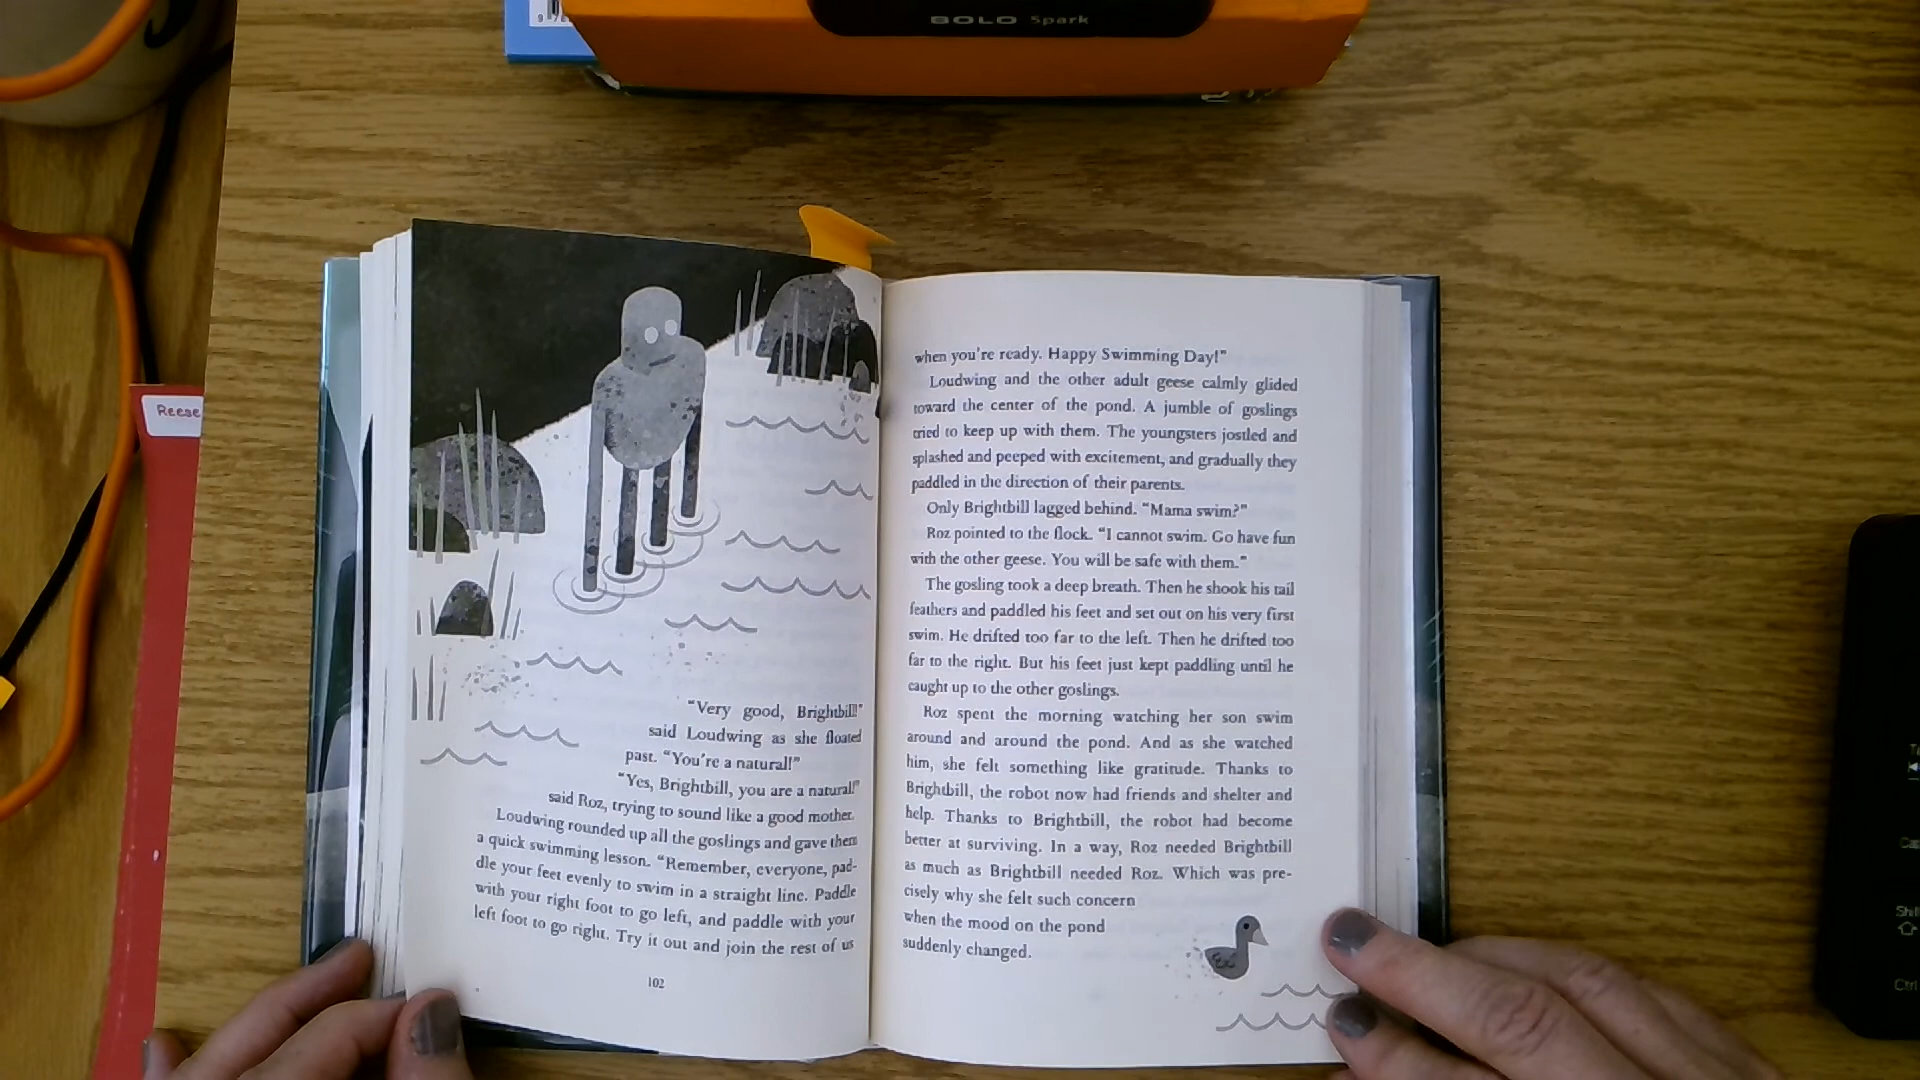 BOLO Spark
Reese
"Very good, Brightbill!"
said Loudwing as she floated
past. "You're a natural!"
"Yes, Brightbill, you are a natural!"
said Roz, trying to sound like a good mother.
Loudwing rounded up all the goslings and gave them
a quick swimming lesson. "Remember, everyone, pad-
dle your feet evenly to swim in a straight line. Paddle
with your right foot to go left, and paddle with your
left foot to go right. Try it out and join the rest of us
102
when you're ready. Happy Swimming Day!"
Loudwing and the other adult geese calmly glided
toward the center of the pond. A jumble of goslings
tried to keep up with them. The youngsters jostled and
splashed and peeped with excitement, and gradually they
paddled in the direction of their parents.
Only Brightbill lagged behind. "Mama swim?"
Roz pointed to the flock. "I cannot swim. Go have fun
with the other geese. You will be safe with them."
The gosling took a deep breath. Then he shook his tail
feathers and paddled his feet and set out on his very first
swim. He drifted too far to the left. Then he drifted too
far to the right. But his feet just kept paddling until he
caught up to the other goslings.
Roz spent the morning watching her son swim
around and around the pond. And as she watched
him, she felt something like gratitude. Thanks to
Brightbill, the robot now had friends and shelter and
help. Thanks to Brightbill, the robot had become
better at surviving. In a way, Roz needed Brightbill
as much as Brightbill needed Roz. Which was pre-
cisely why she felt such concern
when the mood on the pond
suddenly changed.
Shift
Ctrl